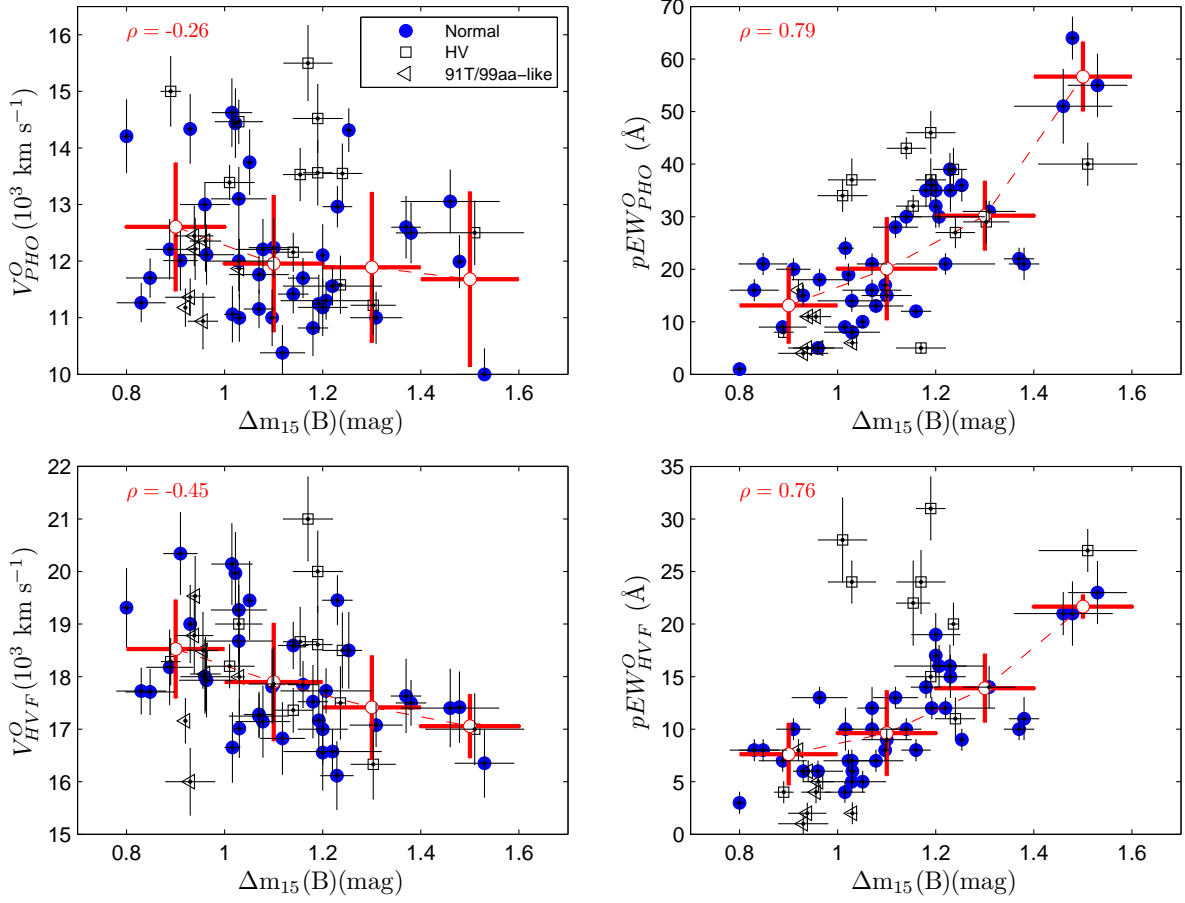 ρ = -0.26
Normal
HV
91T/99aa−like
16
15
14
13
12
11
10
0.8 1 1.2 1.4 1.6
V^O_PHO (10³ km s⁻¹)
Δm₁₅(B)(mag)
ρ = 0.79
70
60
50
40
30
20
10
0
0.8 1 1.2 1.4 1.6
pEW^O_PHO (Å)
Δm₁₅(B)(mag)
ρ = -0.45
22
21
20
19
18
17
16
15
0.8 1 1.2 1.4 1.6
V^O_HVF (10³ km s⁻¹)
Δm₁₅(B)(mag)
ρ = 0.76
35
30
25
20
15
10
5
0
0.8 1 1.2 1.4 1.6
pEW^O_HVF (Å)
Δm₁₅(B)(mag)